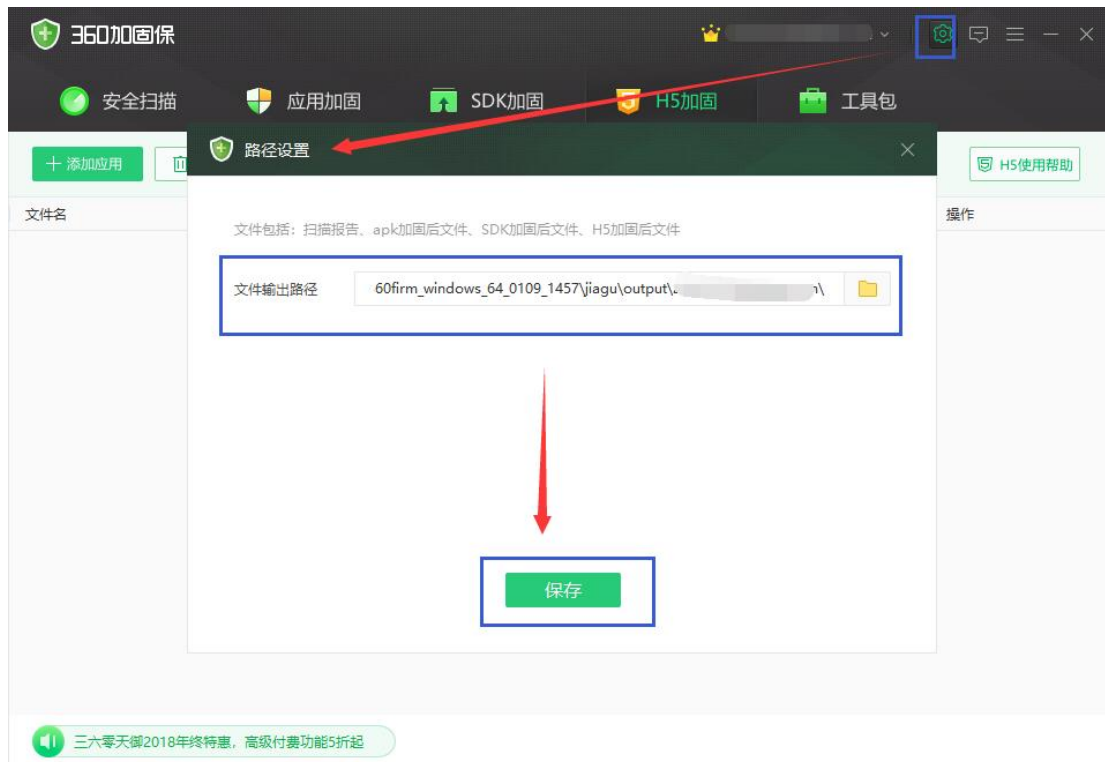 360加固保
安全扫描 应用加固 SDK加固 H5加固 工具包
添加应用 路径设置 H5使用帮助
文件名 操作
文件包括：扫描报告、apk加固后文件、SDK加固后文件、H5加固后文件
文件输出路径 60firm_windows_64_0109_1457\jiagu\output\
保存
三六零天御2018年终特惠，高级付费功能5折起